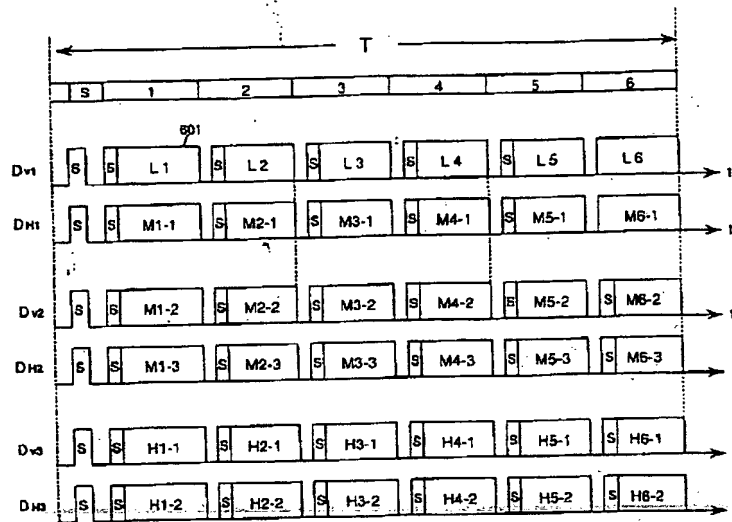 T
S 1 2 3 4 5 6
601
Dv1 S S L1 S L2 S L3 S L4 S L5 L6 t
DH1 S S M1-1 S M2-1 S M3-1 S M4-1 S M5-1 M6-1 t
Dv2 S S M1-2 S M2-2 S M3-2 S M4-2 S M5-2 S M6-2 t
DH2 S S M1-3 S M2-3 S M3-3 S M4-3 S M5-3 S M6-3
Dv3 S S H1-1 S H2-1 S H3-1 S H4-1 S H5-1 S H6-1
DH3 S S H1-2 S H2-2 S H3-2 S H4-2 S H5-2 S H6-2